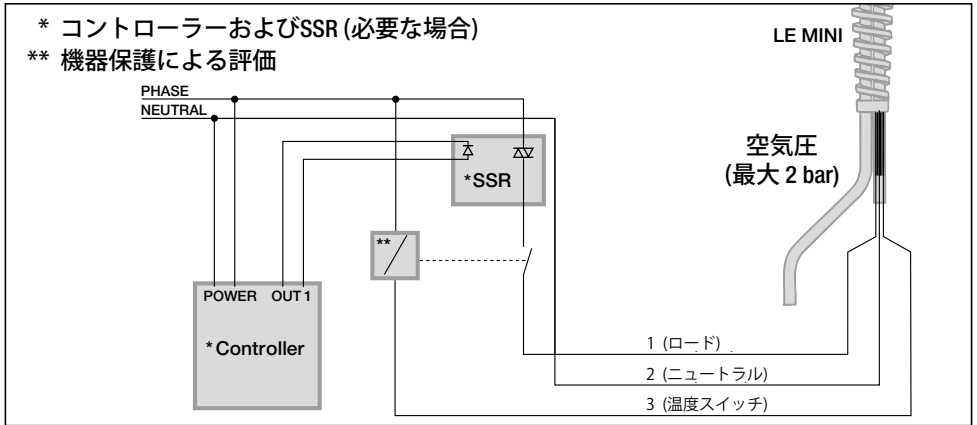 * コントローラーおよびSSR (必要な場合)
** 機器保護による評価
LE MINI
PHASE
NEUTRAL
空気圧
(最大 2 bar)
*SSR
**
POWER OUT 1
*Controller
1 (ロード)
2 (ニュートラル)
3 (温度スイッチ)